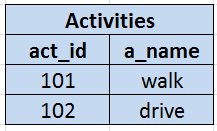 Activities
act_id a_name
101 walk
102 drive